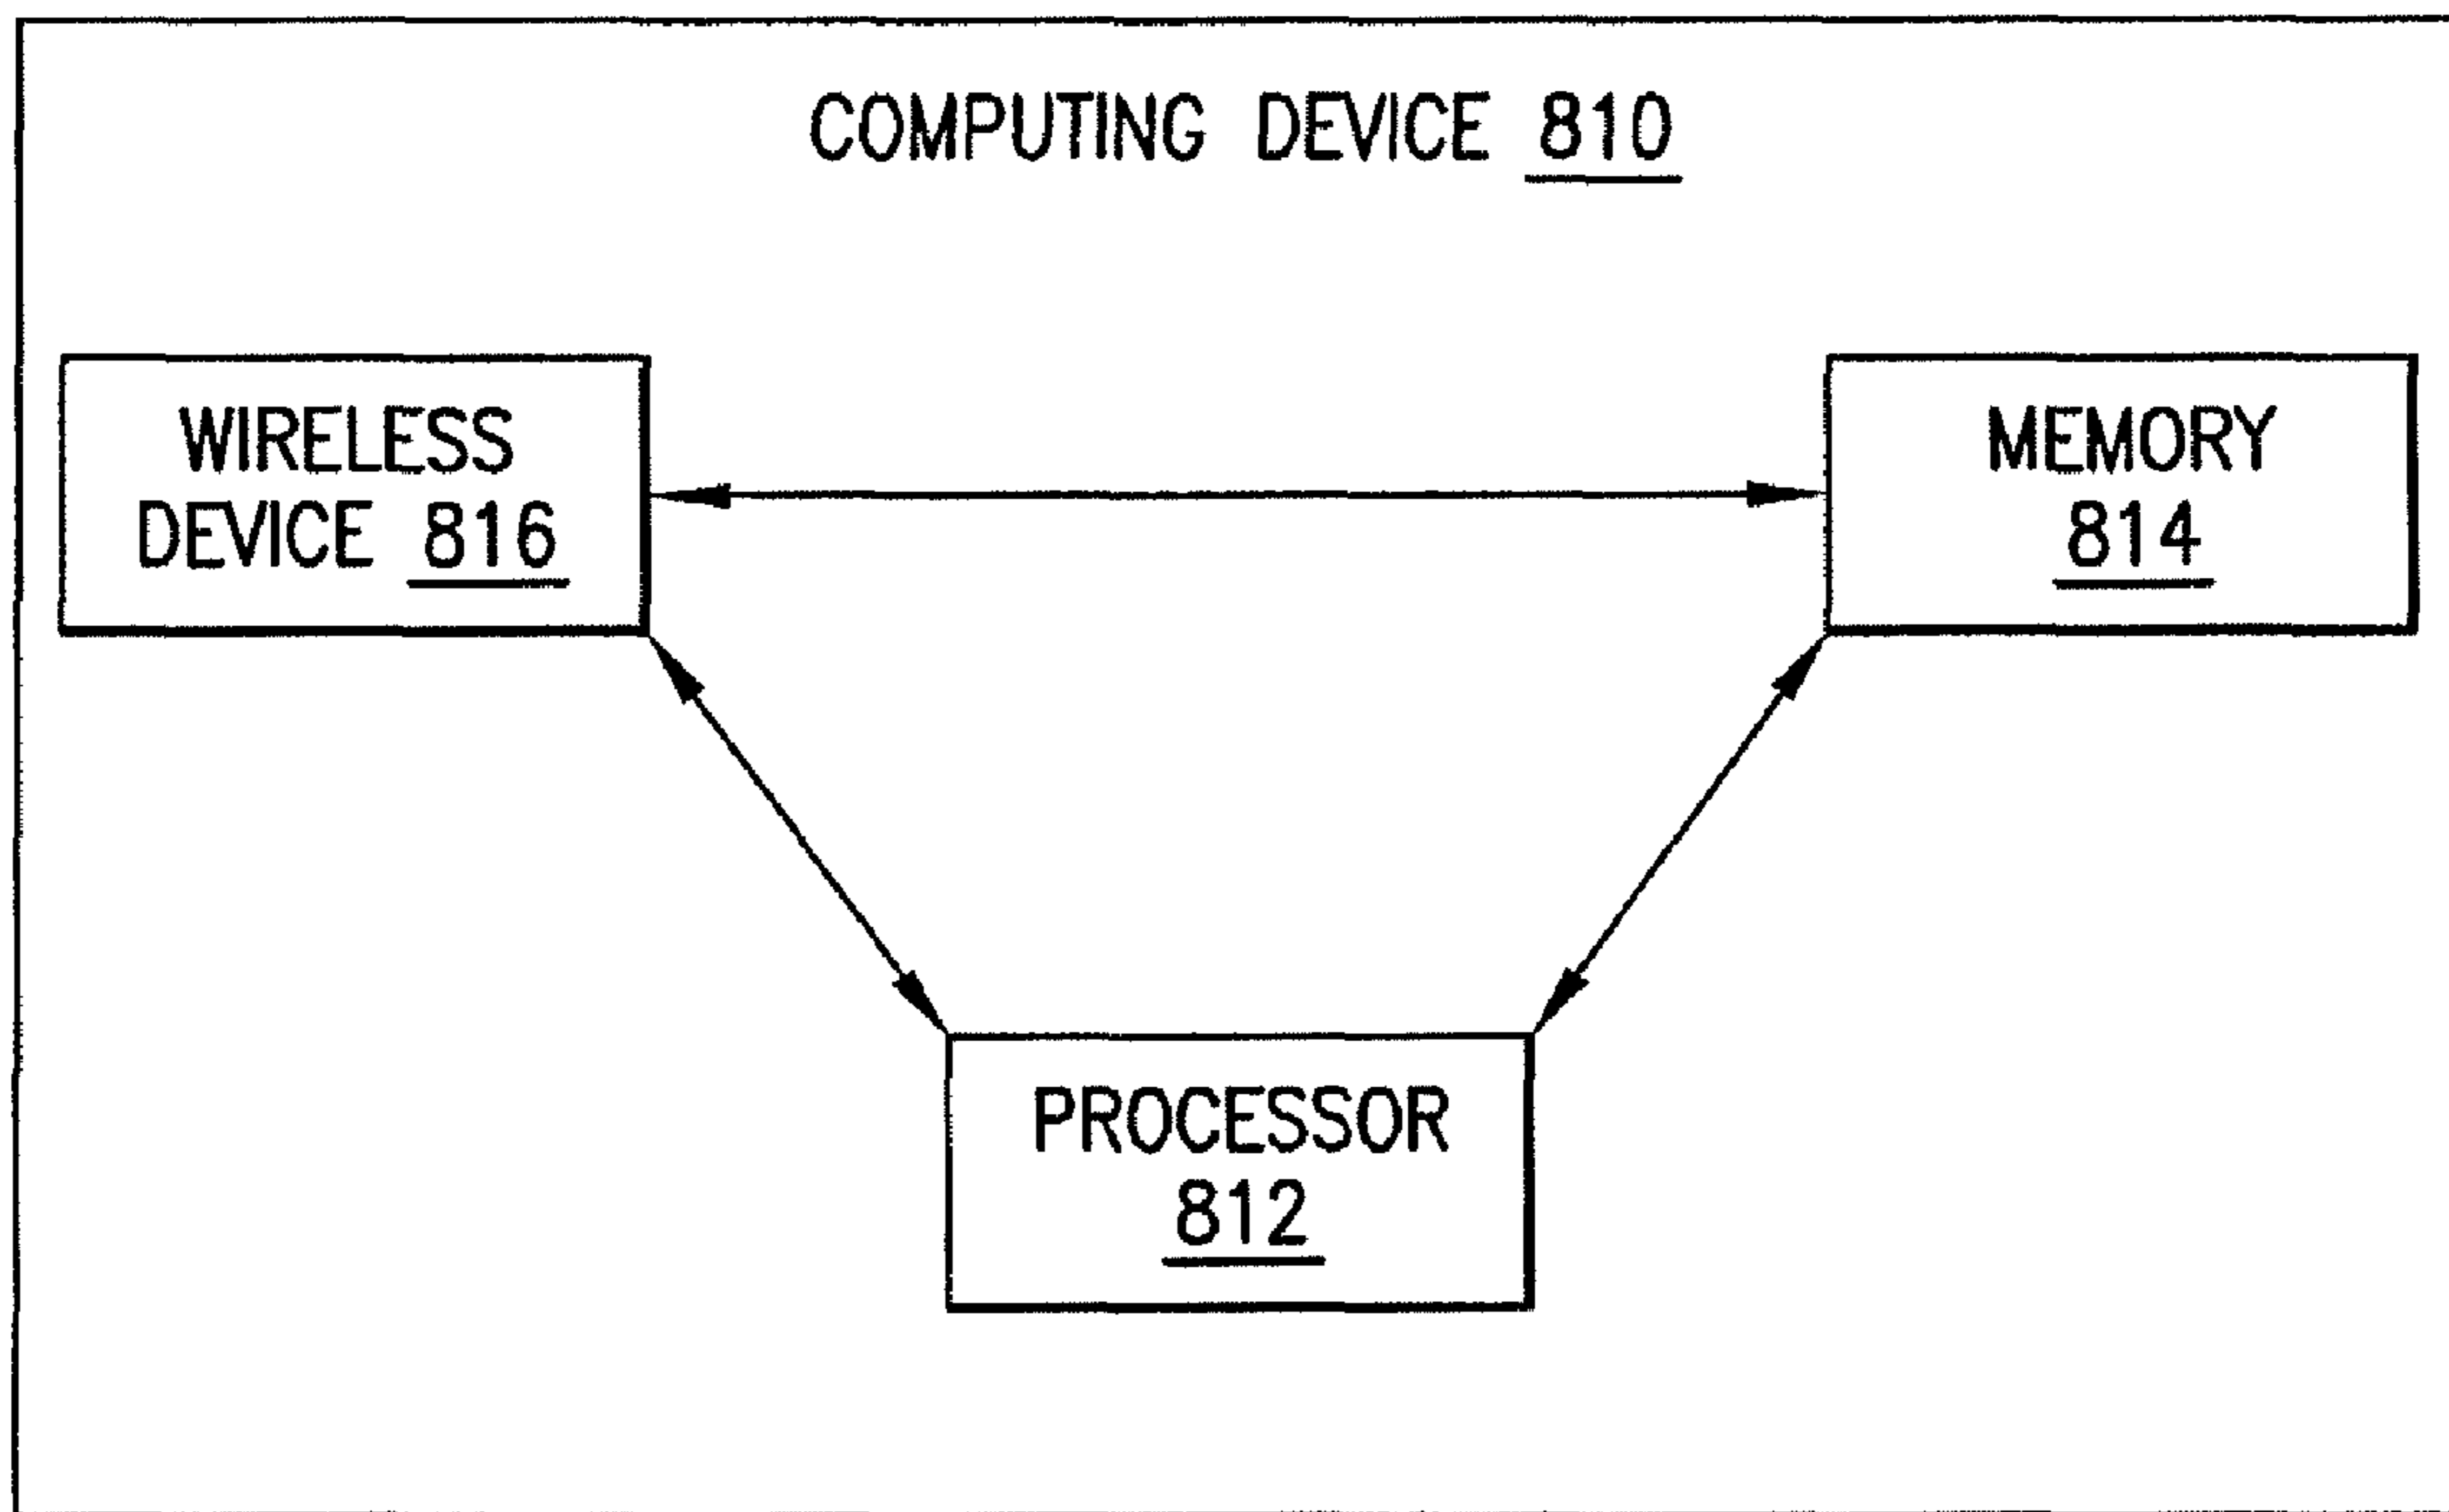 COMPUTING DEVICE 810
WIRELESS
DEVICE 816
MEMORY
814
PROCESSOR
812